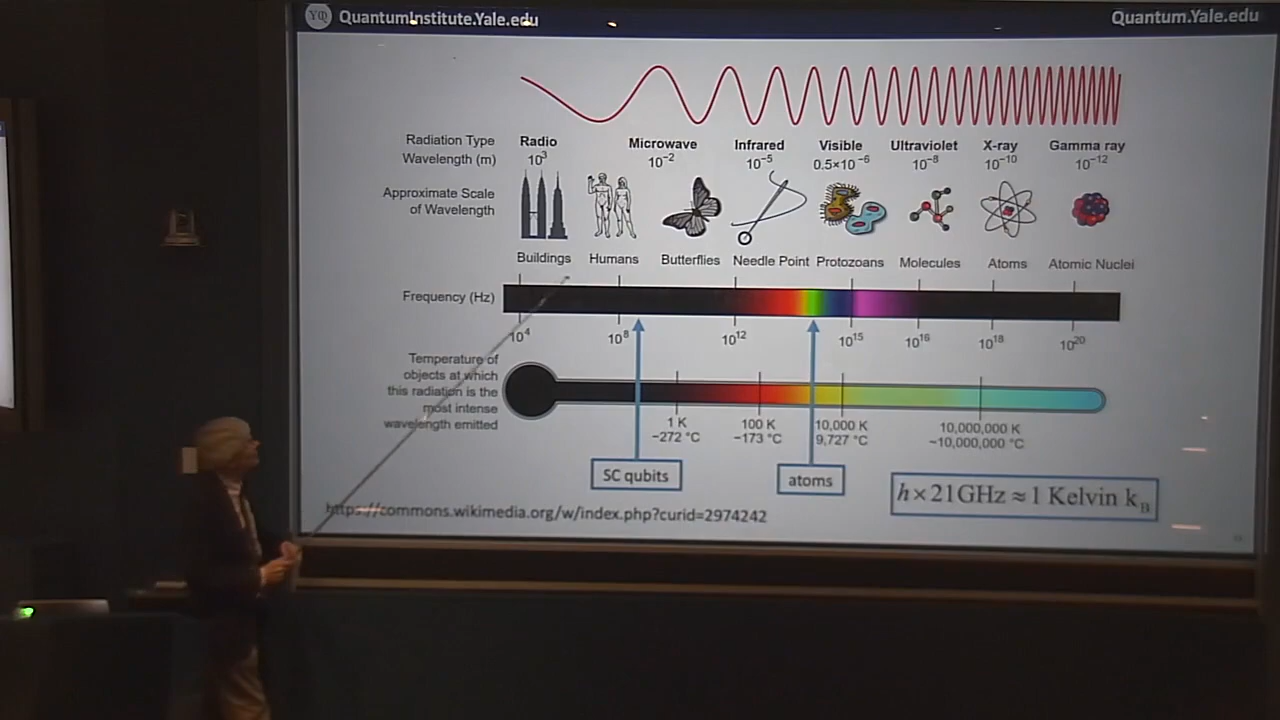 YQ QuantumInstitute.Yale.edu Quantum.Yale.edu
Radiation Type Radio Microwave Infrared Visible Ultraviolet X-ray Gamma ray
Wavelength (m) 10³ 10⁻² 10⁻⁵ 0.5×10⁻⁶ 10⁻⁸ 10⁻¹⁰ 10⁻¹²
Approximate Scale
of Wavelength
Buildings Humans Butterflies Needle Point Protozoans Molecules Atoms Atomic Nuclei
Frequency (Hz)
10⁴ 10⁸ 10¹² 10¹⁵ 10¹⁶ 10¹⁸ 10²⁰
Temperature of
objects at which
this radiation is the
most intense
wavelength emitted
1 K 100 K 10,000 K 10,000,000 K
−272 °C −173 °C 9,727 °C ~10,000,000 °C
SC qubits atoms
h × 21GHz ≈ 1 Kelvin k_B
https://commons.wikimedia.org/w/index.php?curid=2974242